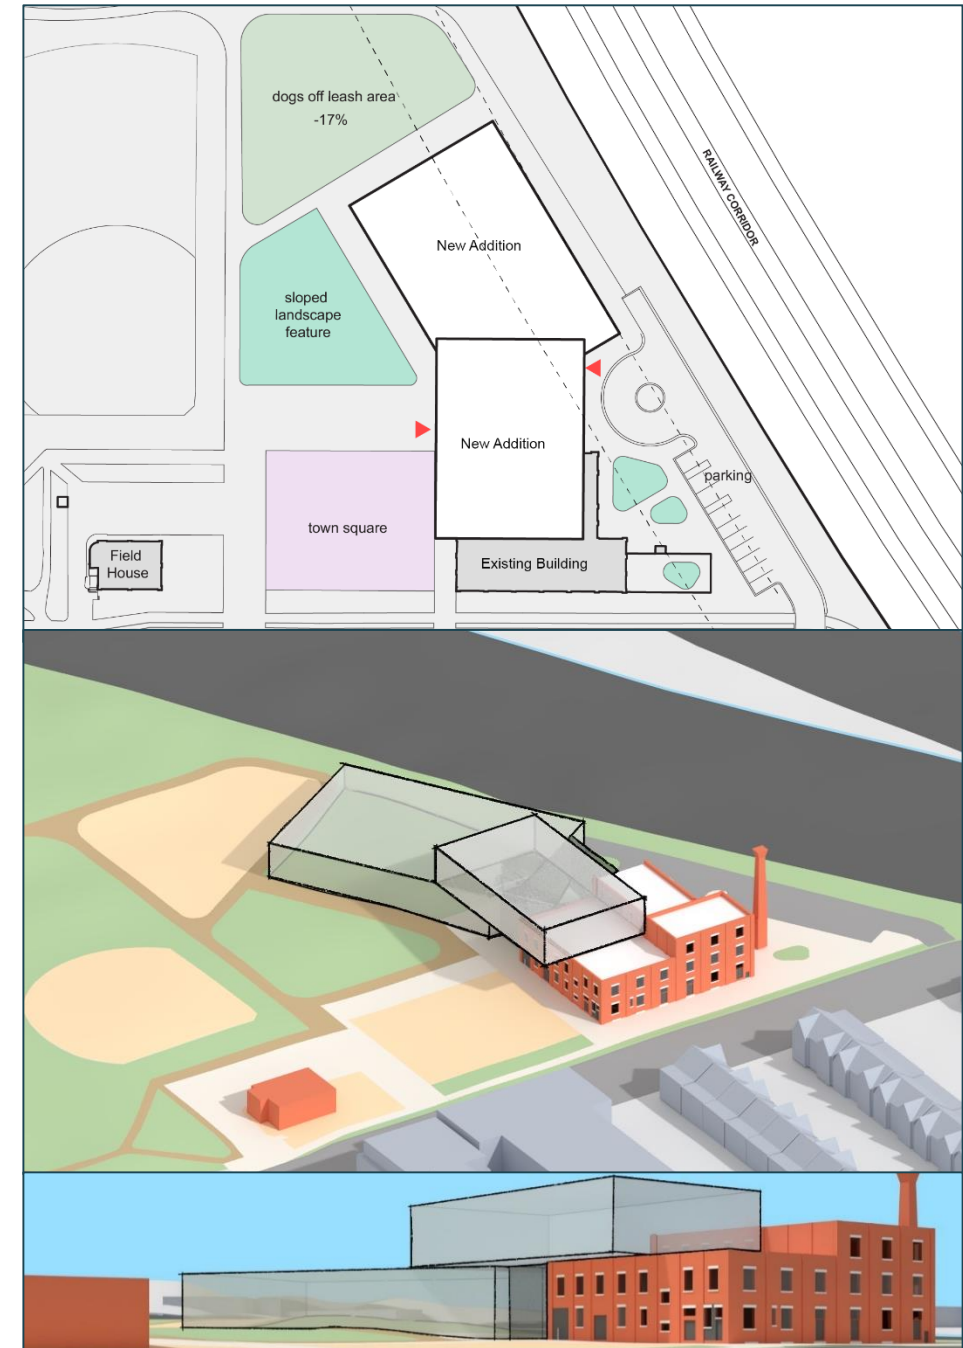 dogs off leash area
-17%
RAILWAY CORRIDOR
New Addition
sloped
landscape
feature
New Addition
parking
town square
Field
House
Existing Building